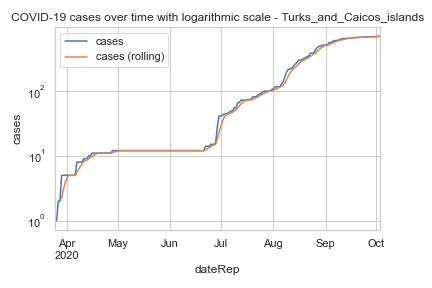 COVID-19 cases over time with logarithmic scale - Turks_and_Caicos_islands
cases
cases (rolling)
cases
10²
10¹
10⁰
Apr May Jun Jul Aug Sep Oct
2020
dateRep